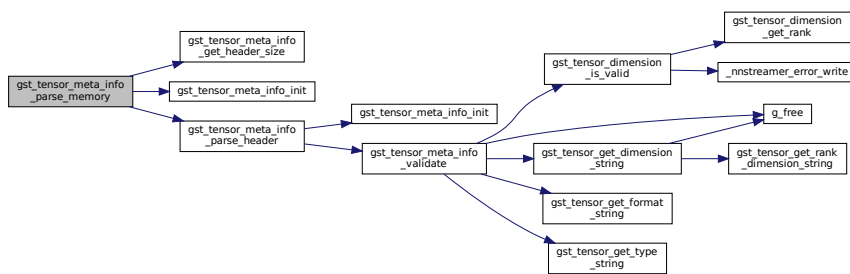 gst_tensor_meta_info
_parse_memory
gst_tensor_meta_info
_get_header_size
gst_tensor_meta_info_init
gst_tensor_meta_info
_parse_header
gst_tensor_meta_info_init
gst_tensor_meta_info
_validate
gst_tensor_dimension
_is_valid
gst_tensor_dimension
_get_rank
_nnstreamer_error_write
g_free
gst_tensor_get_dimension
_string
gst_tensor_get_rank
_dimension_string
gst_tensor_get_format
_string
gst_tensor_get_type
_string